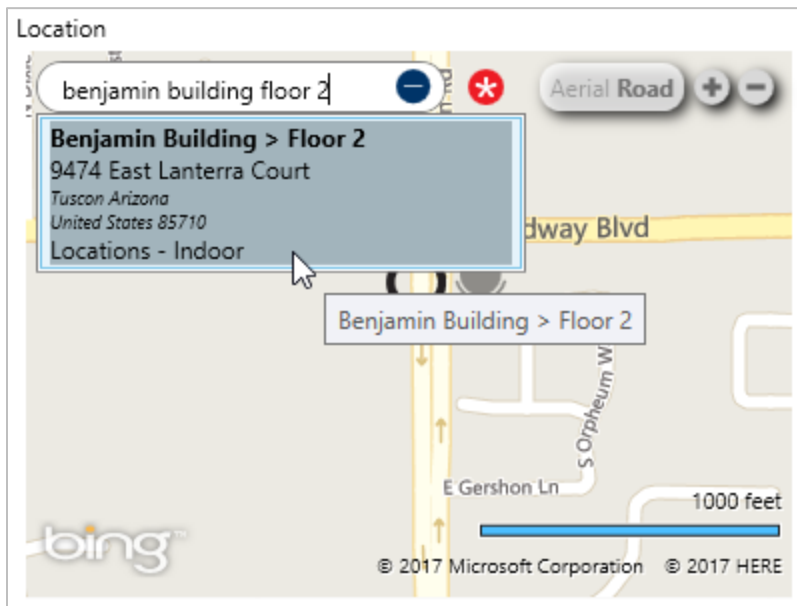 Location
benjamin building floor 2
Aerial Road
Benjamin Building > Floor 2
9474 East Lanterra Court
Tuscon Arizona
United States 85710
Locations - Indoor
dway Blvd
Benjamin Building > Floor 2
S Orpheum W
E Gershon Ln
1000 feet
bing™
© 2017 Microsoft Corporation © 2017 HERE